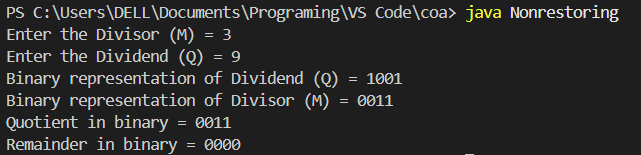 PS C:\Users\DELL\Documents\Programing\VS Code\coa> java Nonrestoring
Enter the Divisor (M) = 3
Enter the Dividend (Q) = 9
Binary representation of Dividend (Q) = 1001
Binary representation of Divisor (M) = 0011
Quotient in binary = 0011
Remainder in binary = 0000